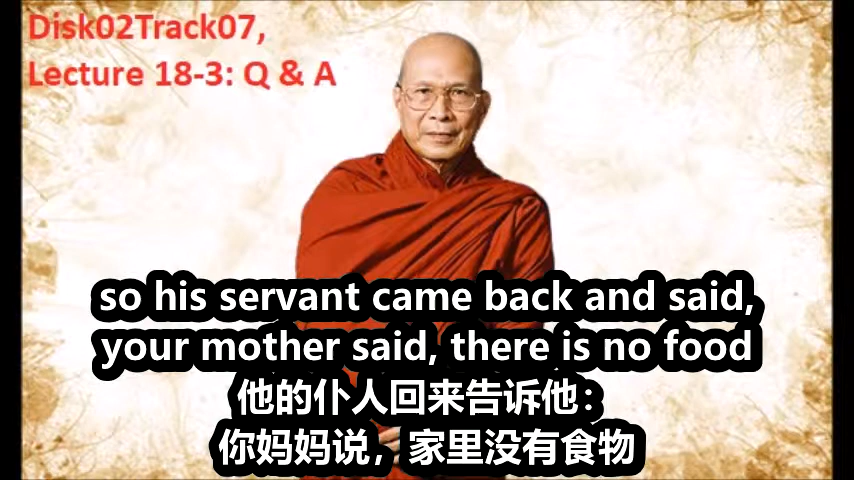 Disk02Track07,
Lecture 18-3: Q & A
so his servant came back and said,
your mother said, there is no food
他的仆人回来告诉他：
你妈妈说，家里没有食物